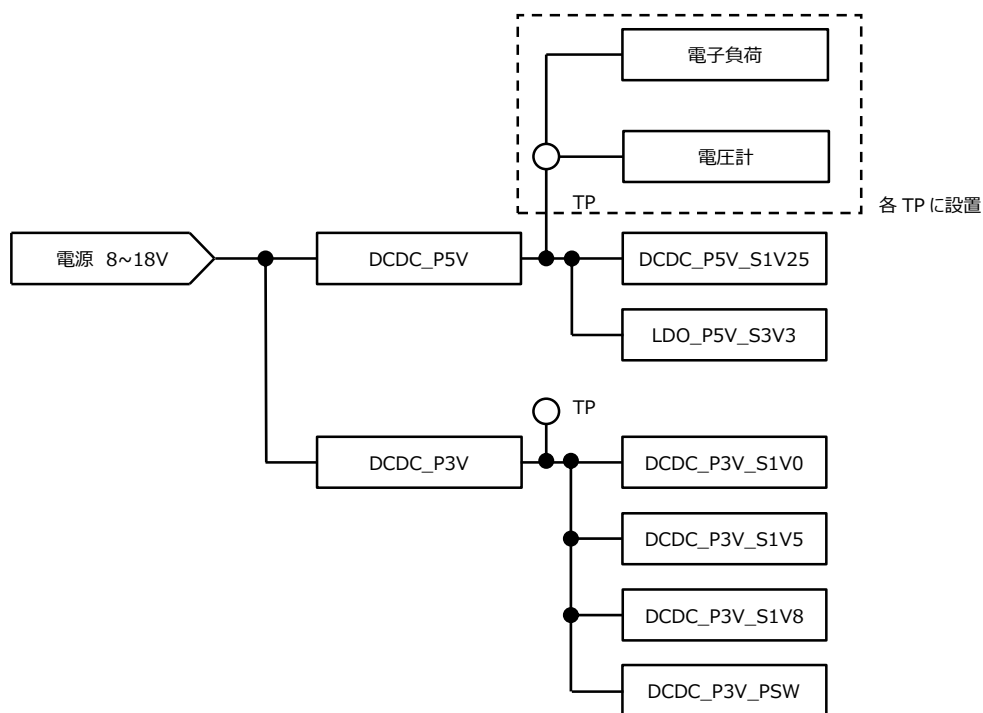 電子負荷
電圧計
TP
各 TP に設置
電源 8~18V
DCDC_P5V
DCDC_P5V_S1V25
LDO_P5V_S3V3
TP
DCDC_P3V
DCDC_P3V_S1V0
DCDC_P3V_S1V5
DCDC_P3V_S1V8
DCDC_P3V_PSW